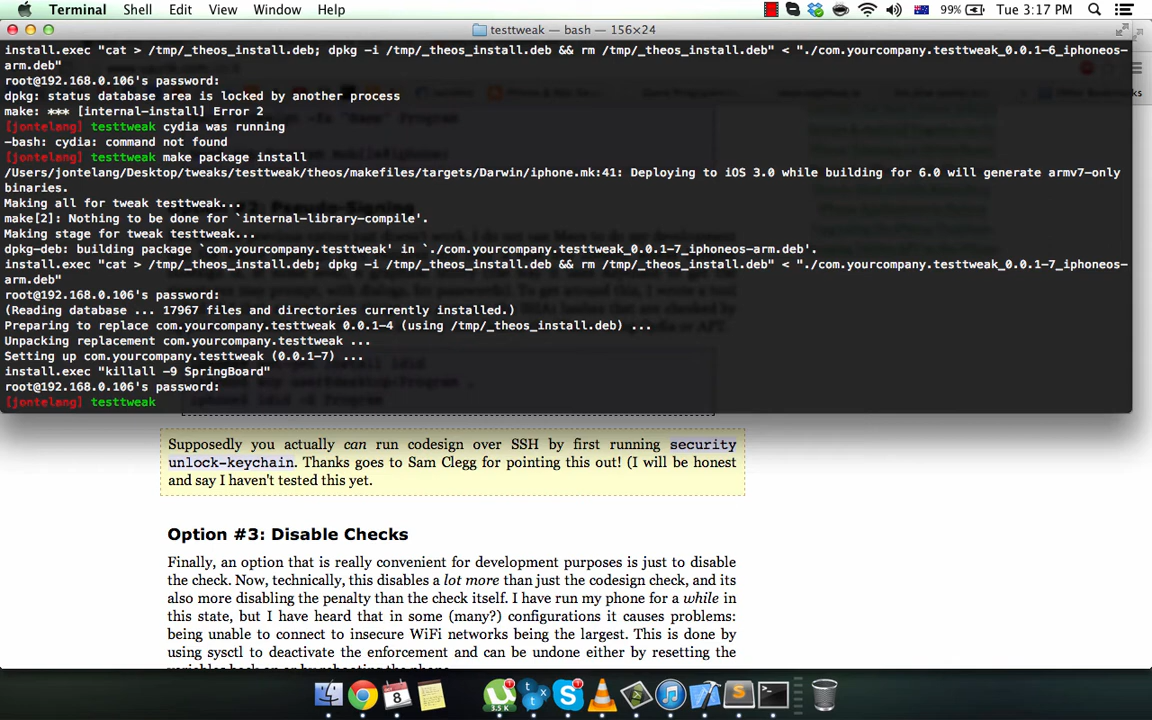 Terminal Shell Edit View Window Help 99% Tue 3:17 PM
testtweak — bash — 156×24
install.exec "cat > /tmp/_theos_install.deb; dpkg -i /tmp/_theos_install.deb && rm /tmp/_theos_install.deb" < "./com.yourcompany.testtweak_0.0.1-6_iphoneos-
arm.deb"
root@192.168.0.106's password:
dpkg: status database area is locked by another process
make: *** [internal-install] Error 2
[jontelang] testtweak cydia was running
-bash: cydia: command not found
[jontelang] testtweak make package install
/Users/jontelang/Desktop/tweaks/testtweak/theos/makefiles/targets/Darwin/iphone.mk:41: Deploying to iOS 3.0 while building for 6.0 will generate armv7-only
binaries.
Making all for tweak testtweak...
make[2]: Nothing to be done for `internal-library-compile'.
Making stage for tweak testtweak...
dpkg-deb: building package `com.yourcompany.testtweak' in `./com.yourcompany.testtweak_0.0.1-7_iphoneos-arm.deb'.
install.exec "cat > /tmp/_theos_install.deb; dpkg -i /tmp/_theos_install.deb && rm /tmp/_theos_install.deb" < "./com.yourcompany.testtweak_0.0.1-7_iphoneos-
arm.deb"
root@192.168.0.106's password:
(Reading database ... 17967 files and directories currently installed.)
Preparing to replace com.yourcompany.testtweak 0.0.1-4 (using /tmp/_theos_install.deb) ...
Unpacking replacement com.yourcompany.testtweak ...
Setting up com.yourcompany.testtweak (0.0.1-7) ...
install.exec "killall -9 SpringBoard"
root@192.168.0.106's password:
[jontelang] testtweak
Supposedly you actually can run codesign over SSH by first running security
unlock-keychain. Thanks goes to Sam Clegg for pointing this out! (I will be honest
and say I haven't tested this yet.
Option #3: Disable Checks
Finally, an option that is really convenient for development purposes is just to disable
the check. Now, technically, this disables a lot more than just the codesign check, and its
also more disabling the penalty than the check itself. I have run my phone for a while in
this state, but I have heard that in some (many?) configurations it causes problems:
being unable to connect to insecure WiFi networks being the largest. This is done by
using sysctl to deactivate the enforcement and can be undone either by resetting the
variables back on or by rebooting the phone.
8
3.5 K
1